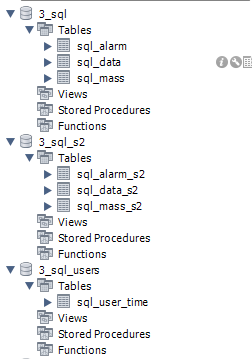 3_sql
Tables
sql_alarm
sql_data
sql_mass
Views
Stored Procedures
Functions
3_sql_s2
Tables
sql_alarm_s2
sql_data_s2
sql_mass_s2
Views
Stored Procedures
Functions
3_sql_users
Tables
sql_user_time
Views
Stored Procedures
Functions